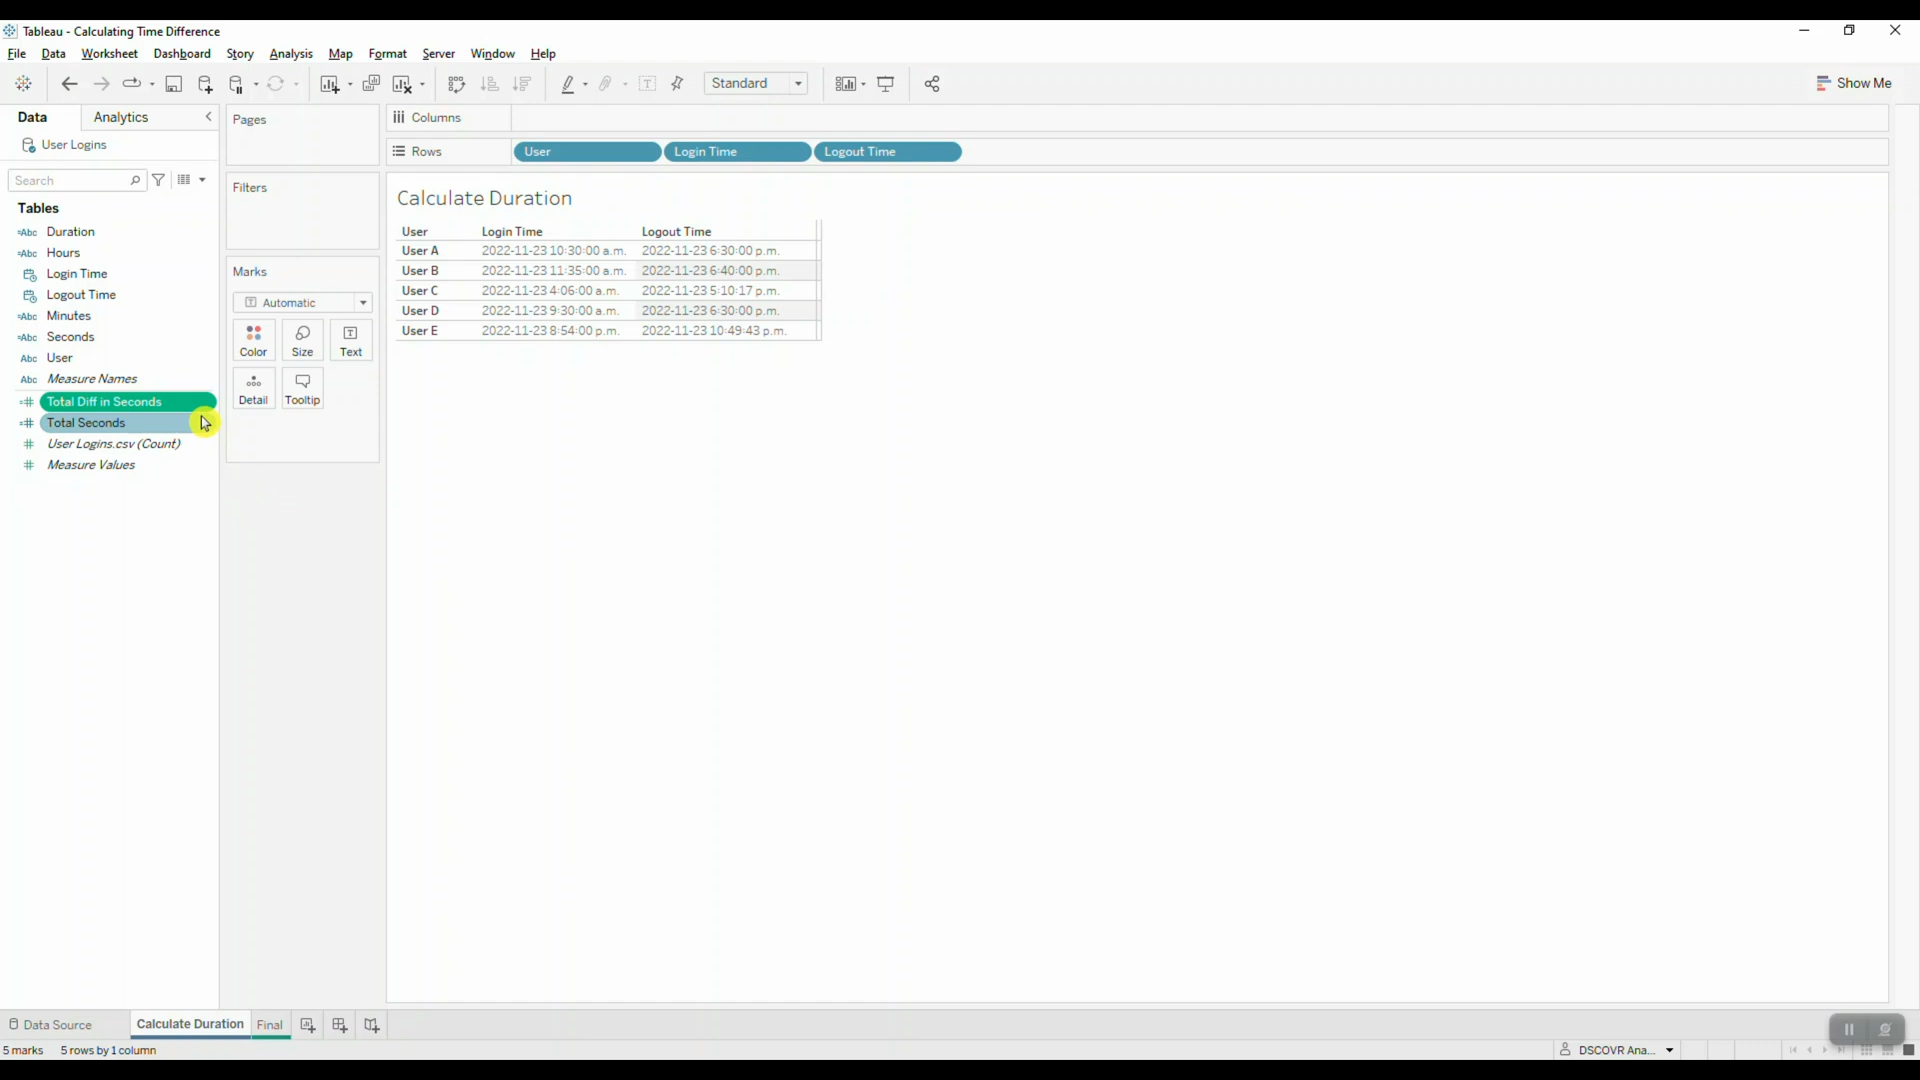 Tableau - Calculating Time Difference
File Data Worksheet Dashboard Story Analysis Map Format Server Window Help
Standard
Show Me
Data Analytics
User Logins
Search
Tables
Abc Duration
Abc Hours
Login Time
Logout Time
Abc Minutes
Abc Seconds
Abc User
Abc Measure Names
Total Diff in Seconds
Total Seconds
User Logins.csv (Count)
Measure Values
Pages
Filters
Marks
Automatic
Color Size Text
Detail Tooltip
Columns
Rows User Login Time Logout Time
Calculate Duration
User Login Time Logout Time
User A 2022-11-23 10:30:00 a.m. 2022-11-23 6:30:00 p.m.
User B 2022-11-23 11:35:00 a.m. 2022-11-23 6:40:00 p.m.
User C 2022-11-23 4:06:00 a.m. 2022-11-23 5:10:17 p.m.
User D 2022-11-23 9:30:00 a.m. 2022-11-23 6:30:00 p.m.
User E 2022-11-23 8:54:00 p.m. 2022-11-23 10:49:43 p.m.
Data Source Calculate Duration Final
5 marks 5 rows by 1 column DSCOVR Ana...